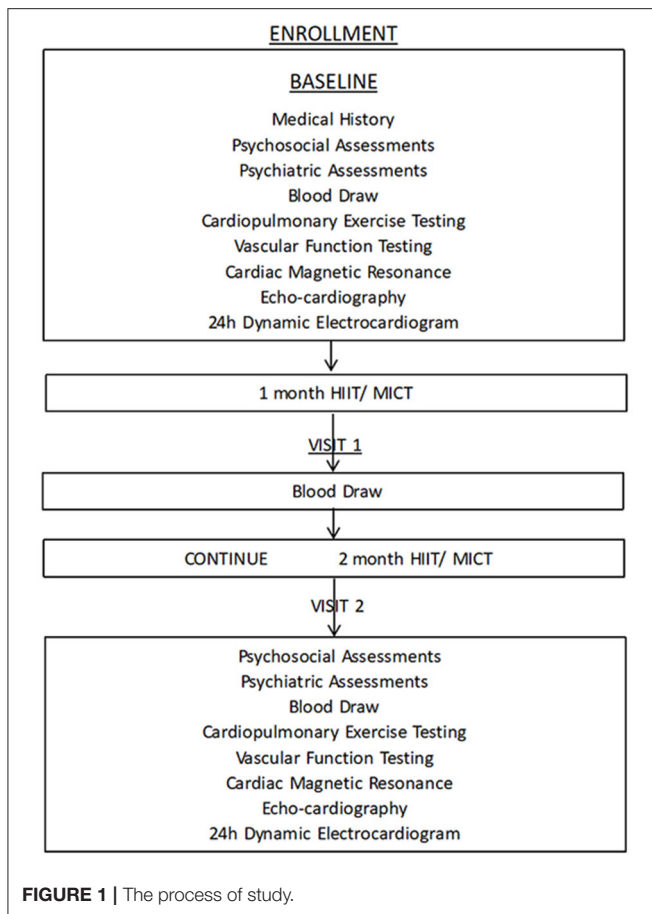 ENROLLMENT
BASELINE
Medical History
Psychosocial Assessments
Psychiatric Assessments
Blood Draw
Cardiopulmonary Exercise Testing
Vascular Function Testing
Cardiac Magnetic Resonance
Echo-cardiography
24h Dynamic Electrocardiogram
1 month HIIT/ MICT
VISIT 1
Blood Draw
CONTINUE 2 month HIIT/ MICT
VISIT 2
Psychosocial Assessments
Psychiatric Assessments
Blood Draw
Cardiopulmonary Exercise Testing
Vascular Function Testing
Cardiac Magnetic Resonance
Echo-cardiography
24h Dynamic Electrocardiogram
FIGURE 1 | The process of study.